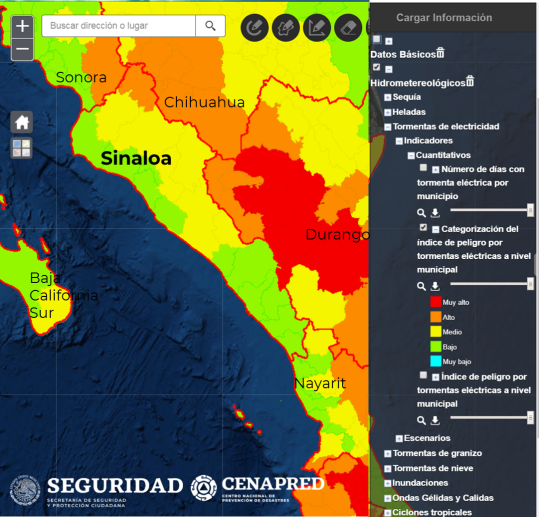 Buscar dirección o lugar
Cargar Información
Datos Básicos
Hidrometereológicos
Sequía
Heladas
Tormentas de electricidad
Indicadores
Cuantitativos
Número de días con
tormenta eléctrica por
municipio
Categorización del
índice de peligro por
tormentas eléctricas a nivel
municipal
Muy alto
Alto
Medio
Bajo
Muy bajo
Índice de peligro por
tormentas eléctricas a nivel
municipal
Escenarios
Tormentas de granizo
Tormentas de nieve
Inundaciones
Ondas Gélidas y Calidas
Ciclones tropicales
Sonora
Chihuahua
Sinaloa
Durango
Baja
California
Sur
Nayarit
SEGURIDAD
SECRETARÍA DE SEGURIDAD
Y PROTECCIÓN CIUDADANA
CENAPRED
CENTRO NACIONAL DE
PREVENCIÓN DE DESASTRES